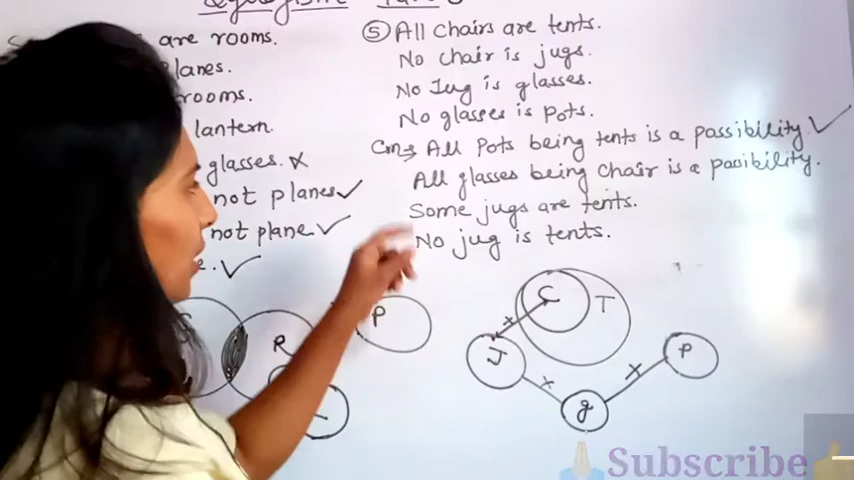 are rooms.
planes.
rooms.
lantern.
glasses. ×
not planes ✓
not plane ✓
e. ✓
⑤ All Chairs are tents.
No chair is jugs.
No Jug is glasses.
No glasses is pots.
Cons→ All Pots being tents is a possibility. ✓
All glasses being chair is a possibility.
Some jugs are tents.
No jug is tents.
C T
R P
J P
g
Subscribe